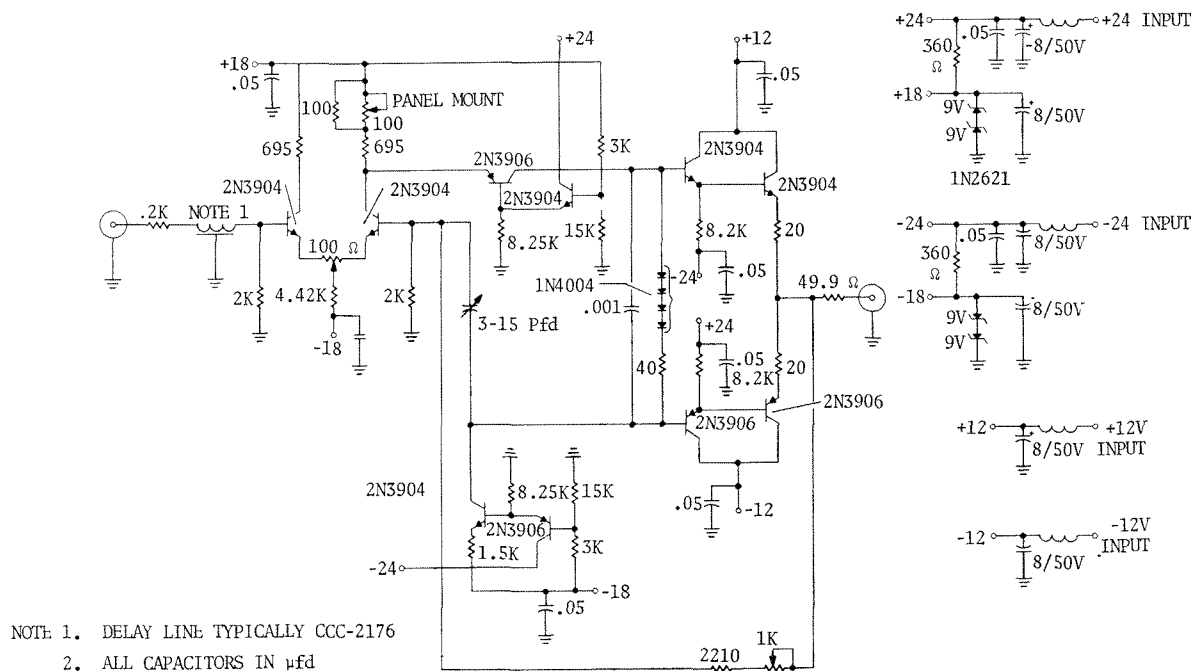 +24
+12
+18
.05
.05
100
PANEL MOUNT
100
695
695
3K
2N3906
2N3904
2N3904
2N3904
2N3904
2N3904
.2K
NOTE 1
8.25K
15K
8.2K
20
100 Ω
2K
4.42K
2K
-18
3-15 Pfd
1N4004
.001
-24
.05
49.9 Ω
+24
.05
40
8.2K
20
2N3906
2N3906
2N3904
8.25K
15K
2N3906
1.5K
3K
-24
-18
.05
.05
-12
2210
1K
+24
.05
-8/50V
+24 INPUT
360
Ω
+18
9V
9V
8/50V
1N2621
-24
.05
8/50V
-24 INPUT
360
Ω
-18
9V
9V
8/50V
+12
8/50V
+12V
INPUT
-12
8/50V
-12V
INPUT
NOTE 1. DELAY LINE TYPICALLY CCC-2176
2. ALL CAPACITORS IN µfd